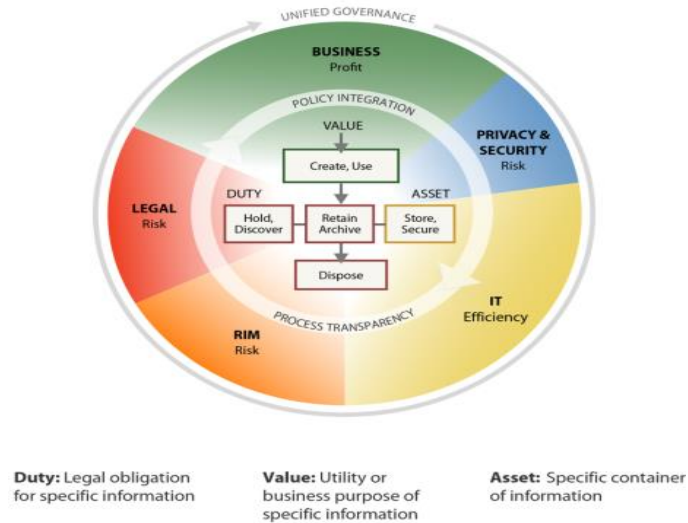 UNIFIED GOVERNANCE
BUSINESS
Profit
POLICY INTEGRATION
VALUE
PRIVACY &
SECURITY
Risk
Create, Use
DUTY
ASSET
LEGAL
Risk
Hold,
Discover
Retain
Archive
Store,
Secure
Dispose
IT
Efficiency
RIM
Risk
PROCESS TRANSPARENCY
Duty: Legal obligation
for specific information
Value: Utility or
business purpose of
specific information
Asset: Specific container
of information